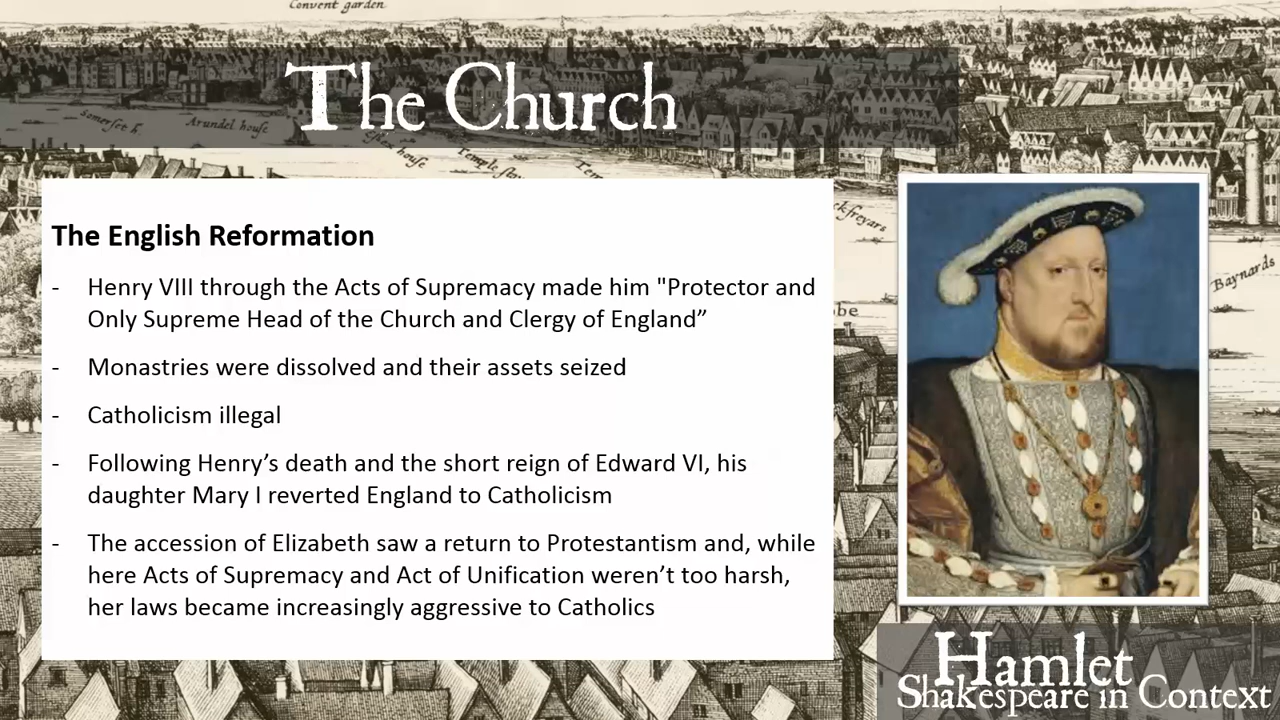 Convent garden
The Church
Somerset h.
Arundel house
house
Temple
The English Reformation
- Henry VIII through the Acts of Supremacy made him "Protector and
Only Supreme Head of the Church and Clergy of England”
- Monastries were dissolved and their assets seized
- Catholicism illegal
- Following Henry’s death and the short reign of Edward VI, his
daughter Mary I reverted England to Catholicism
- The accession of Elizabeth saw a return to Protestantism and, while
here Acts of Supremacy and Act of Unification weren’t too harsh,
her laws became increasingly aggressive to Catholics
Baynards
Hamlet
Shakespeare in Context